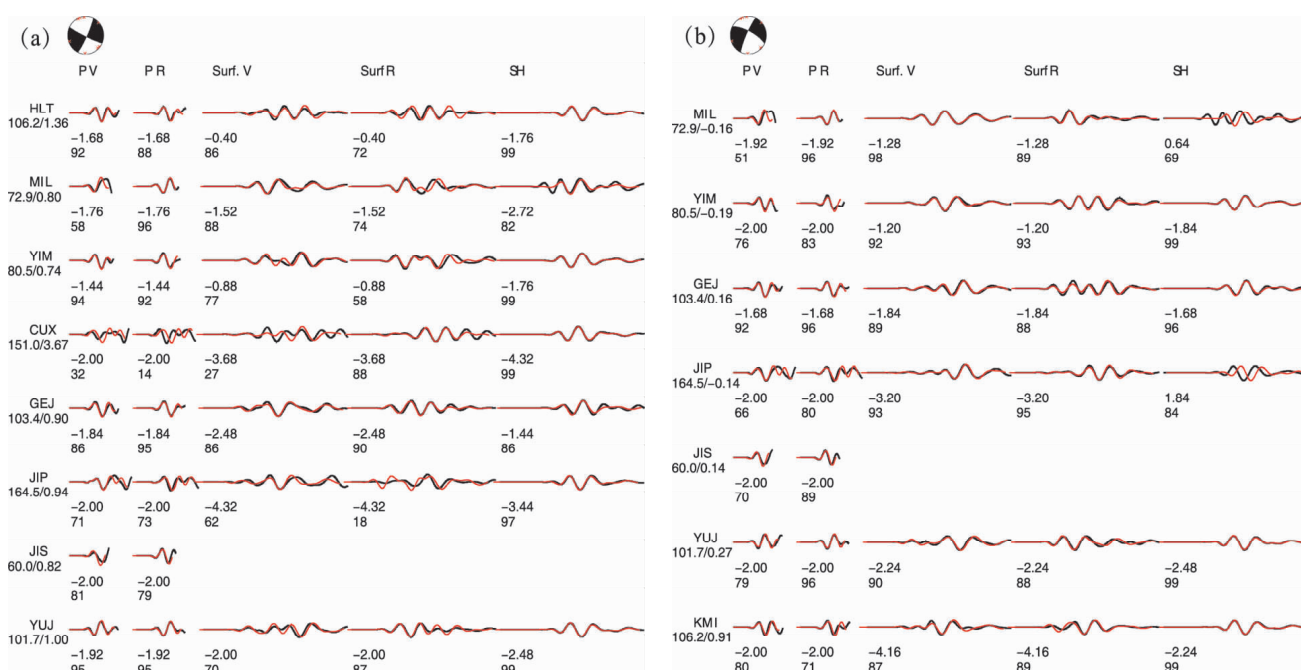 (a)
P V P R Surf. V Surf R SH
HLT
106.2/1.36
−1.68 −1.68 −0.40 −0.40 −1.76
92 88 86 72 99
MIL
72.9/0.80
−1.76 −1.76 −1.52 −1.52 −2.72
58 96 88 74 82
YIM
80.5/0.74
−1.44 −1.44 −0.88 −0.88 −1.76
94 92 77 58 99
CUX
151.0/3.67
−2.00 −2.00 −3.68 −3.68 −4.32
32 14 27 88 99
GEJ
103.4/0.90
−1.84 −1.84 −2.48 −2.48 −1.44
86 95 86 90 86
JIP
164.5/0.94
−2.00 −2.00 −4.32 −4.32 −3.44
71 73 62 18 97
JIS
60.0/0.82
−2.00 −2.00
81 79
YUJ
101.7/1.00
−1.92 −1.92 −2.00 −2.00 −2.48
95 95 70 87 99
(b)
P V P R Surf. V Surf R SH
MIL
72.9/−0.16
−1.92 −1.92 −1.28 −1.28 0.64
51 96 98 89 69
YIM
80.5/−0.19
−2.00 −2.00 −1.20 −1.20 −1.84
76 83 92 93 99
GEJ
103.4/0.16
−1.68 −1.68 −1.84 −1.84 −1.68
92 96 89 88 96
JIP
164.5/−0.14
−2.00 −2.00 −3.20 −3.20 1.84
66 80 93 95 84
JIS
60.0/0.14
−2.00 −2.00
70 89
YUJ
101.7/0.27
−2.00 −2.00 −2.24 −2.24 −2.48
79 96 90 88 99
KMI
106.2/0.91
−2.00 −2.00 −4.16 −4.16 −2.24
80 71 87 89 99